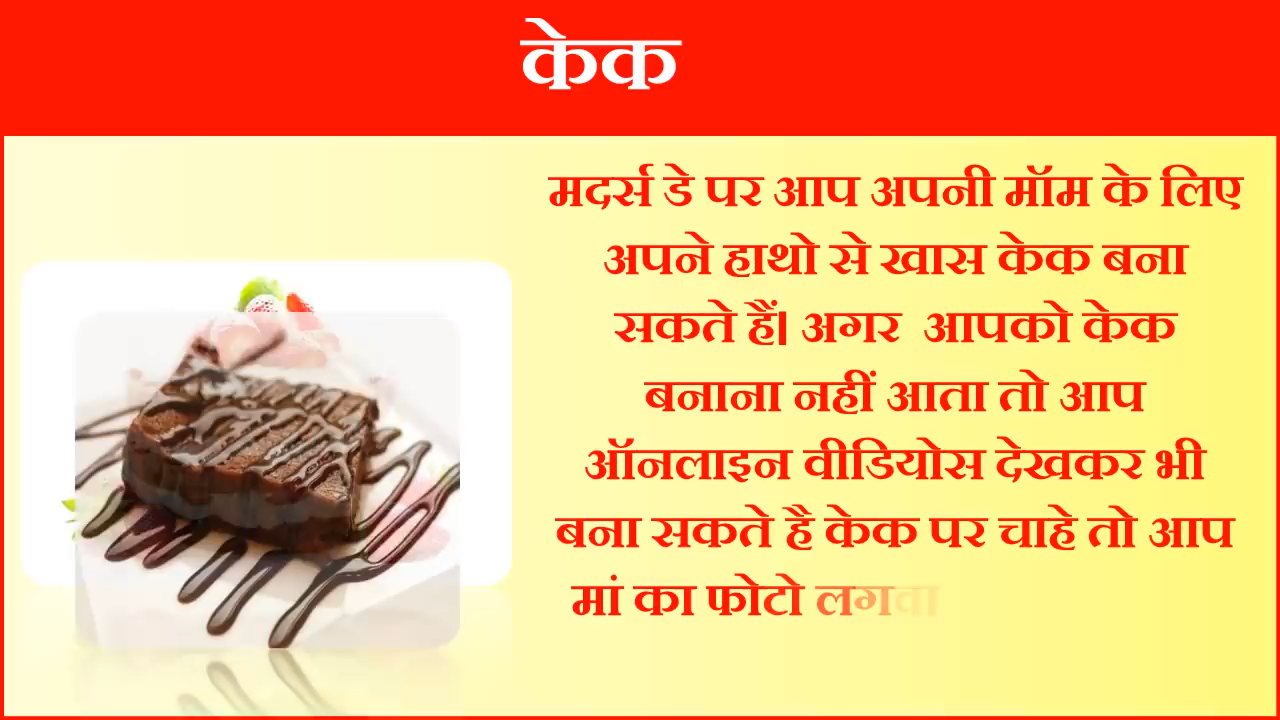 केक
मदर्स डे पर आप अपनी मॉम के लिए
अपने हाथो से खास केक बना
सकते हैं। अगर  आपको केक
बनाना नहीं आता तो आप
ऑनलाइन वीडियोस देखकर भी
बना सकते है केक पर चाहे तो आप
मां का फोटो लगवा